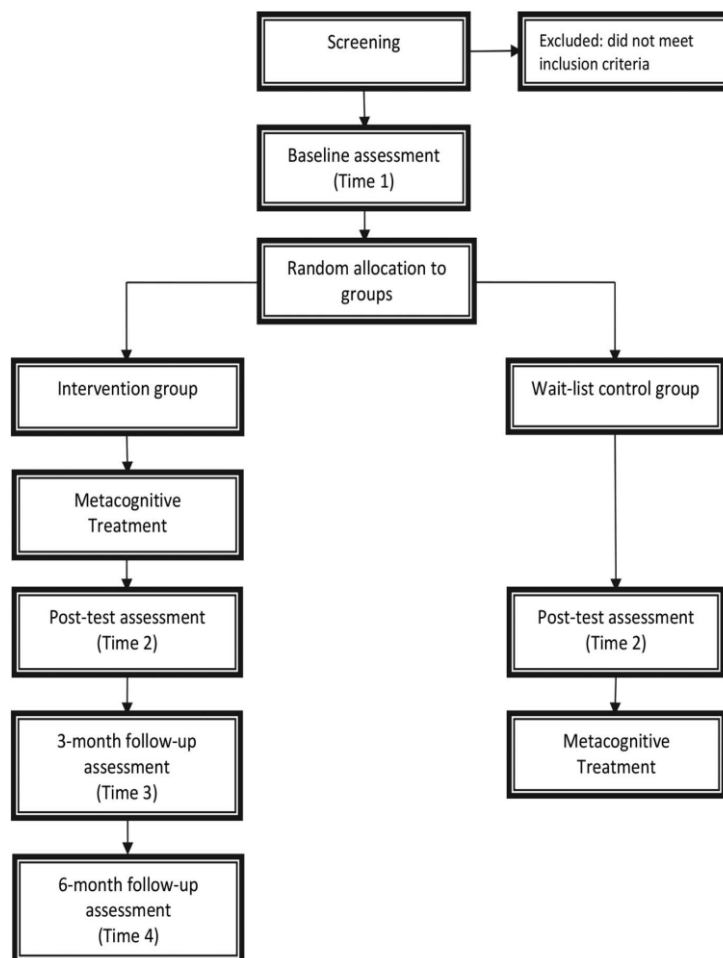 Screening
Excluded: did not meet
inclusion criteria
Baseline assessment
(Time 1)
Random allocation to
groups
Intervention group
Wait-list control group
Metacognitive
Treatment
Post-test assessment
(Time 2)
Post-test assessment
(Time 2)
3-month follow-up
assessment
(Time 3)
Metacognitive
Treatment
6-month follow-up
assessment
(Time 4)